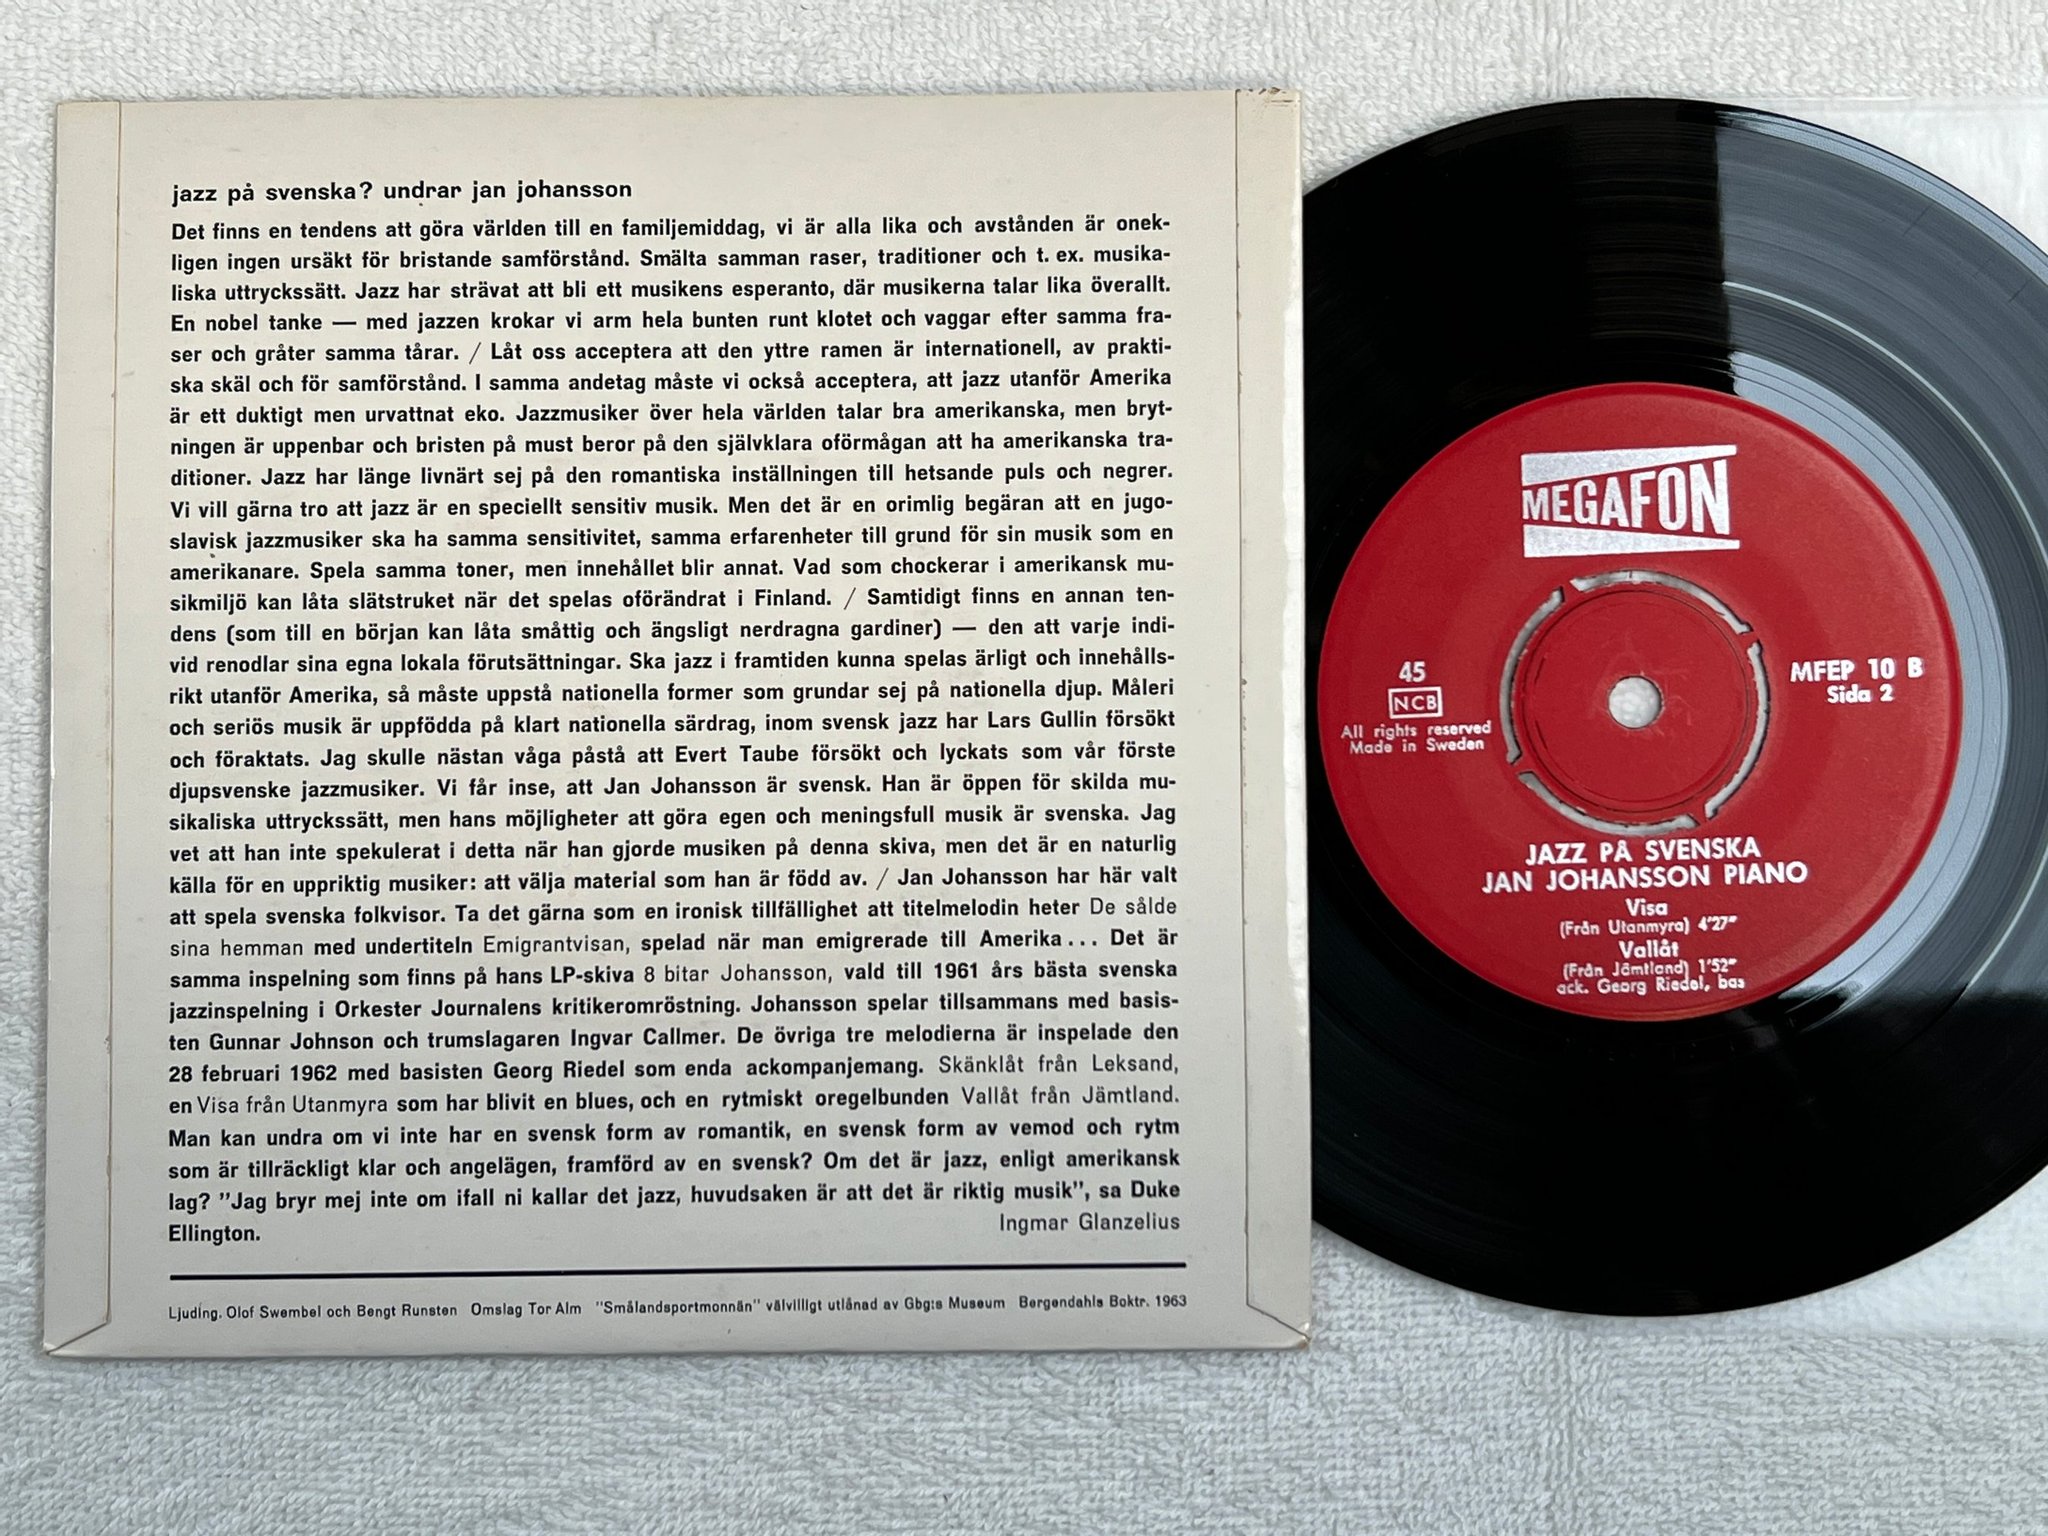 jazz på svenska? undrar jan johansson
Det finns en tendens att göra världen till en familjemiddag, vi är alla lika och avstånden är onek-
ligen ingen ursäkt för bristande samförstånd. Smälta samman raser, traditioner och t. ex. musika-
liska uttryckssätt. Jazz har strävat att bli ett musikens esperanto, där musikerna talar lika överallt.
En nobel tanke — med jazzen krokar vi arm hela bunten runt klotet och vaggar efter samma fra-
ser och gråter samma tårar. / Låt oss acceptera att den yttre ramen är internationell, av prakti-
ska skäl och för samförstånd. I samma andetag måste vi också acceptera, att jazz utanför Amerika
är ett duktigt men urvattnat eko. Jazzmusiker över hela världen talar bra amerikanska, men bryt-
ningen är uppenbar och bristen på must beror på den självklara oförmågan att ha amerikanska tra-
ditioner. Jazz har länge livnärt sej på den romantiska inställningen till hetsande puls och negrer.
Vi vill gärna tro att jazz är en speciellt sensitiv musik. Men det är en orimlig begäran att en jugo-
slavisk jazzmusiker ska ha samma sensitivitet, samma erfarenheter till grund för sin musik som en
amerikanare. Spela samma toner, men innehållet blir annat. Vad som chockerar i amerikansk mu-
sikmiljö kan låta slätstruket när det spelas oförändrat i Finland. / Samtidigt finns en annan ten-
dens (som till en början kan låta småttig och ängsligt nerdragna gardiner) — den att varje indi-
vid renodlar sina egna lokala förutsättningar. Ska jazz i framtiden kunna spelas ärligt och innehålls-
rikt utanför Amerika, så måste uppstå nationella former som grundar sej på nationella djup. Måleri
och seriös musik är uppfödda på klart nationella särdrag, inom svensk jazz har Lars Gullin försökt
och föraktats. Jag skulle nästan våga påstå att Evert Taube försökt och lyckats som vår förste
djupsvenske jazzmusiker. Vi får inse, att Jan Johansson är svensk. Han är öppen för skilda mu-
sikaliska uttryckssätt, men hans möjligheter att göra egen och meningsfull musik är svenska. Jag
vet att han inte spekulerat i detta när han gjorde musiken på denna skiva, men det är en naturlig
källa för en uppriktig musiker: att välja material som han är född av. / Jan Johansson har här valt
att spela svenska folkvisor. Ta det gärna som en ironisk tillfällighet att titelmelodin heter De sålde
sina hemman med undertiteln Emigrantvisan, spelad när man emigrerade till Amerika... Det är
samma inspelning som finns på hans LP-skiva 8 bitar Johansson, vald till 1961 års bästa svenska
jazzinspelning i Orkester Journalens kritikeromröstning. Johansson spelar tillsammans med basis-
ten Gunnar Johnson och trumslagaren Ingvar Callmer. De övriga tre melodierna är inspelade den
28 februari 1962 med basisten Georg Riedel som enda ackompanjemang. Skänklåt från Leksand,
en Visa från Utanmyra som har blivit en blues, och en rytmiskt oregelbunden Vallåt från Jämtland.
Man kan undra om vi inte har en svensk form av romantik, en svensk form av vemod och rytm
som är tillräckligt klar och angelägen, framförd av en svensk? Om det är jazz, enligt amerikansk
lag? "Jag bryr mej inte om ifall ni kallar det jazz, huvudsaken är att det är riktig musik", sa Duke
Ellington.
Ingmar Glanzelius
Ljuding. Olof Swembel och Bengt Runsten Omslag Tor Alm "Smålandsportmonnän" välvilligt utlånad av Gbg:s Museum Bergendahls Boktr. 1963
MEGAFON
45
NCB
All rights reserved
Made in Sweden
MFEP 10 B
Sida 2
JAZZ PÅ SVENSKA
JAN JOHANSSON PIANO
Visa
(Från Utanmyra) 4'27"
Vallåt
(Från Jämtland) 1'52"
ack. Georg Riedel, bas